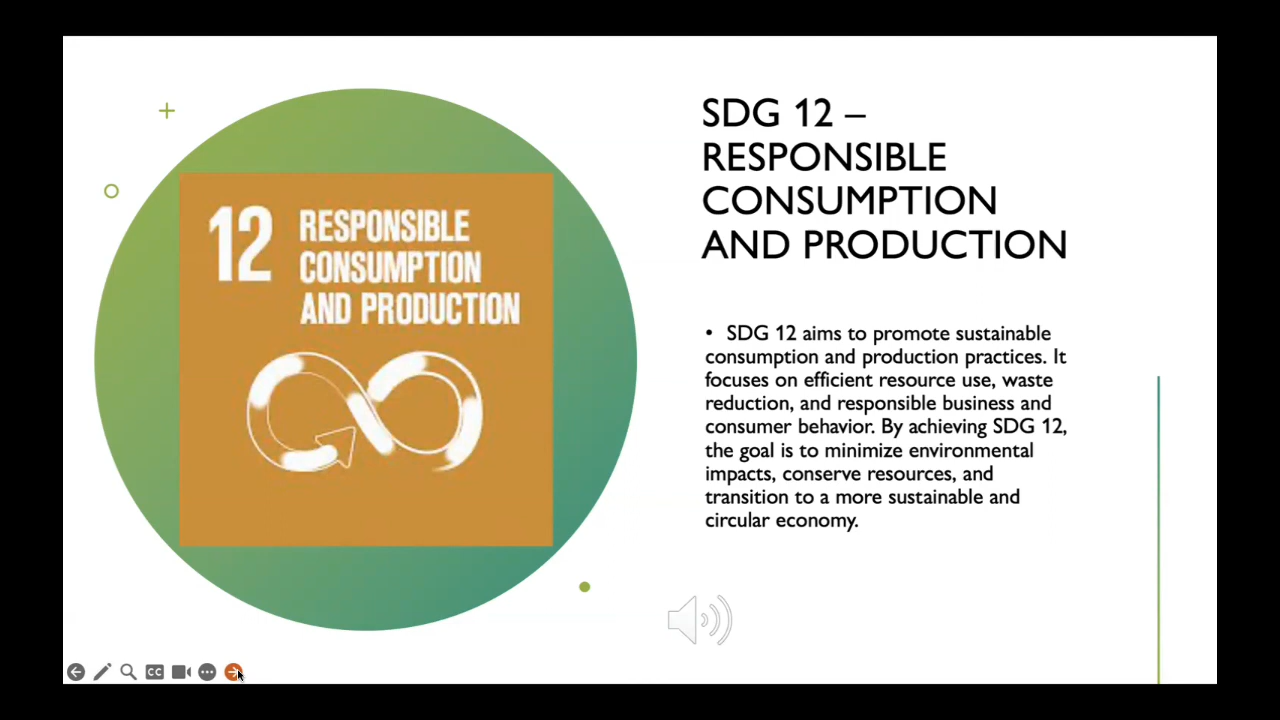 12 RESPONSIBLE
CONSUMPTION
AND PRODUCTION
SDG 12 –
RESPONSIBLE
CONSUMPTION
AND PRODUCTION
• SDG 12 aims to promote sustainable
consumption and production practices. It
focuses on efficient resource use, waste
reduction, and responsible business and
consumer behavior. By achieving SDG 12,
the goal is to minimize environmental
impacts, conserve resources, and
transition to a more sustainable and
circular economy.
CC